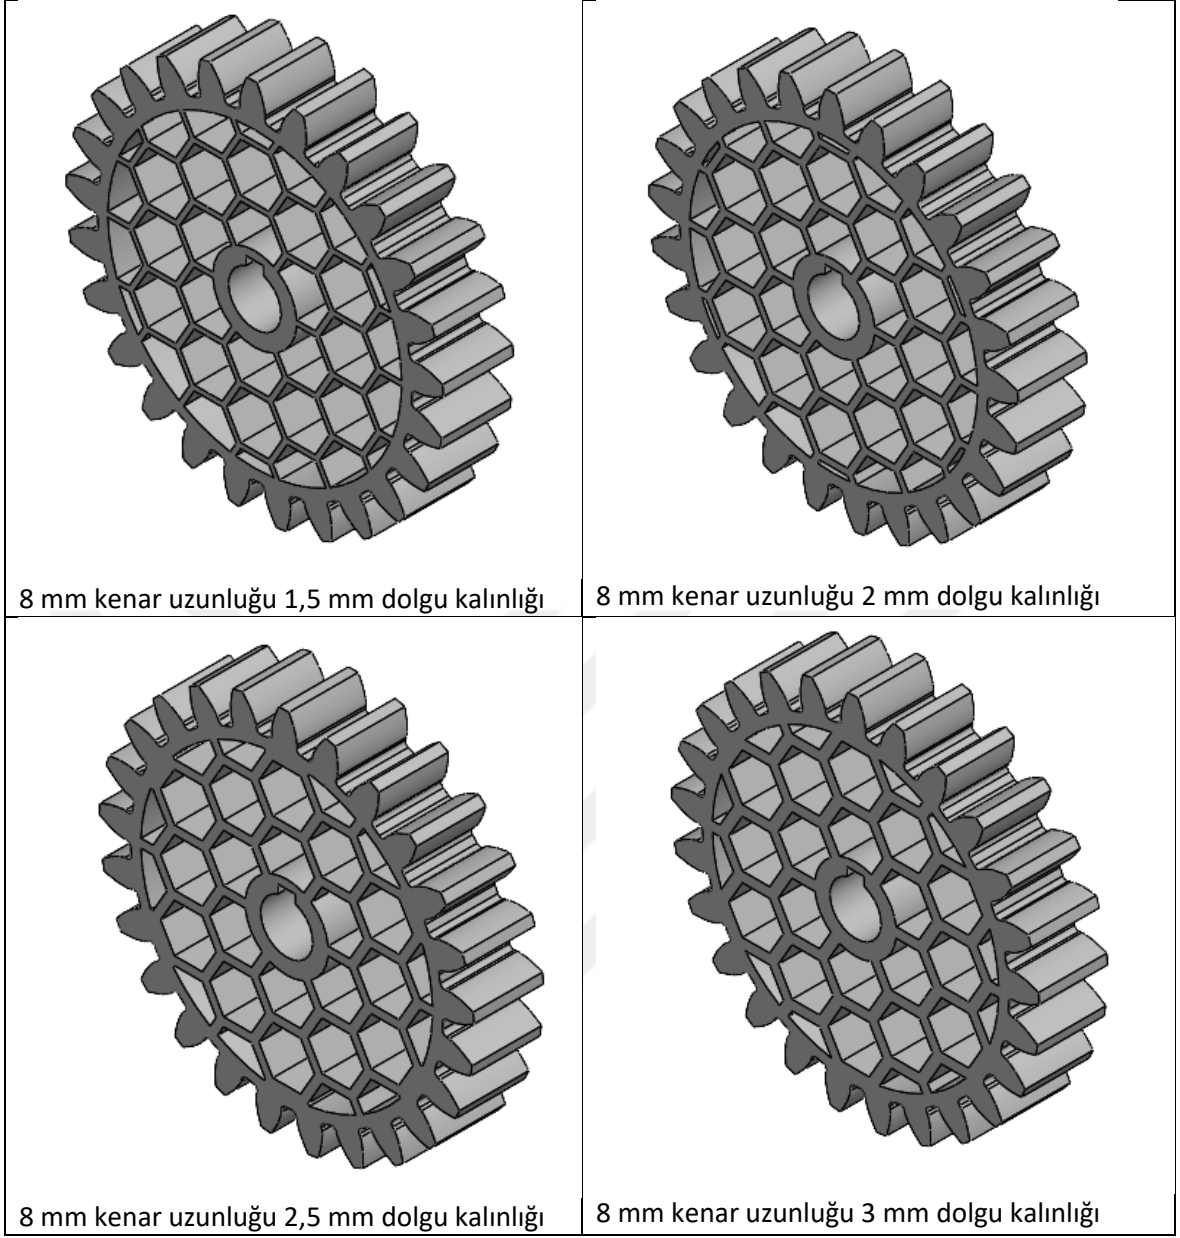 8 mm kenar uzunluğu 1,5 mm dolgu kalınlığı
8 mm kenar uzunluğu 2 mm dolgu kalınlığı
8 mm kenar uzunluğu 2,5 mm dolgu kalınlığı
8 mm kenar uzunluğu 3 mm dolgu kalınlığı